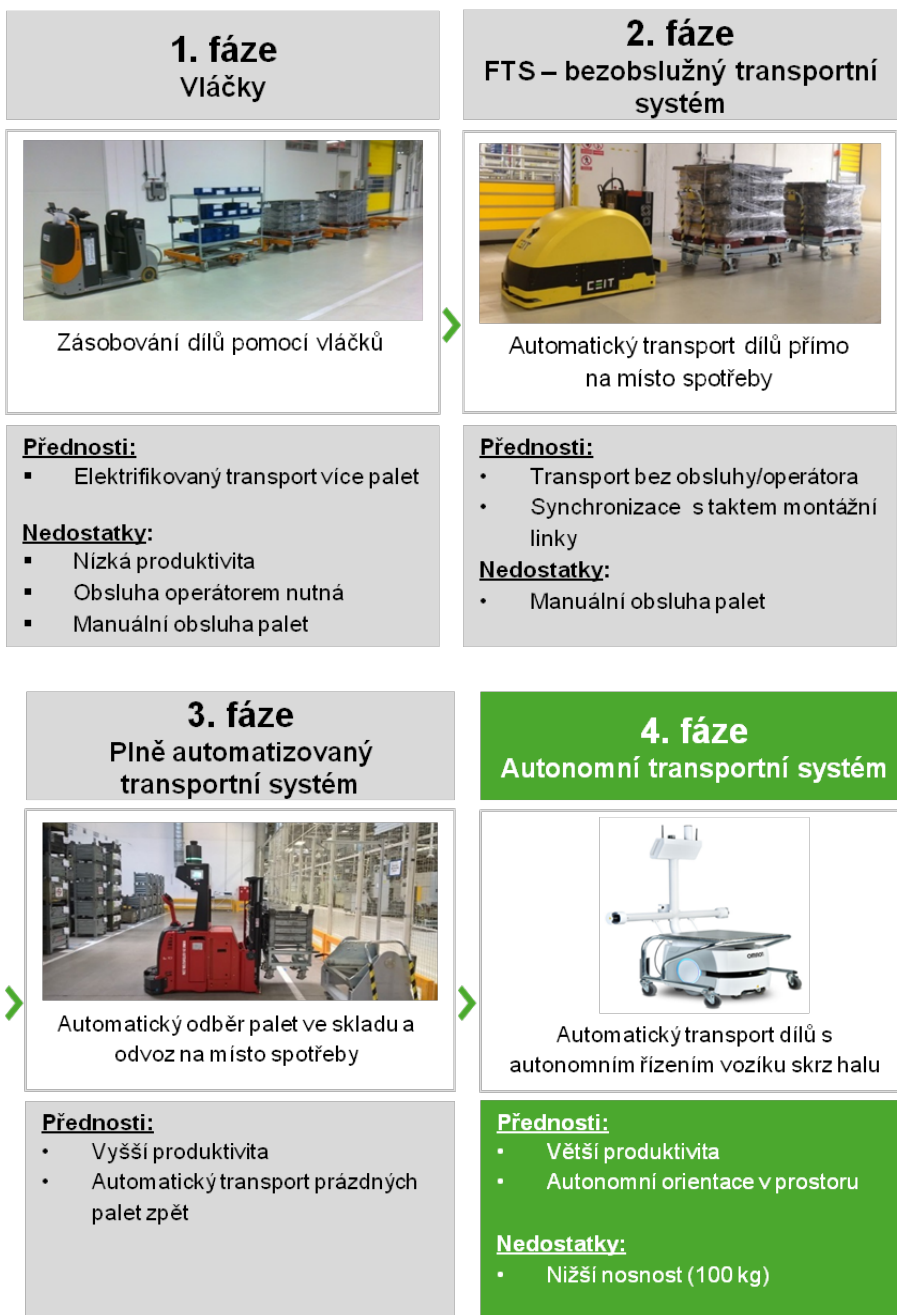 1. fáze
Vláčky
Zásobování dílů pomocí vláčků
Přednosti:
▪ Elektrifikovaný transport více palet
Nedostatky:
▪ Nízká produktivita
▪ Obsluha operátorem nutná
▪ Manuální obsluha palet
2. fáze
FTS – bezobslužný transportní
systém
CEIT
Automatický transport dílů přímo
na místo spotřeby
Přednosti:
• Transport bez obsluhy/operátora
• Synchronizace s taktem montážní
linky
Nedostatky:
• Manuální obsluha palet
3. fáze
Plně automatizovaný
transportní systém
Automatický odběr palet ve skladu a
odvoz na místo spotřeby
Přednosti:
• Vyšší produktivita
• Automatický transport prázdných
palet zpět
4. fáze
Autonomní transportní systém
OMRON
Automatický transport dílů s
autonomním řízením vozíku skrz halu
Přednosti:
• Větší produktivita
• Autonomní orientace v prostoru
Nedostatky:
• Nižší nosnost (100 kg)